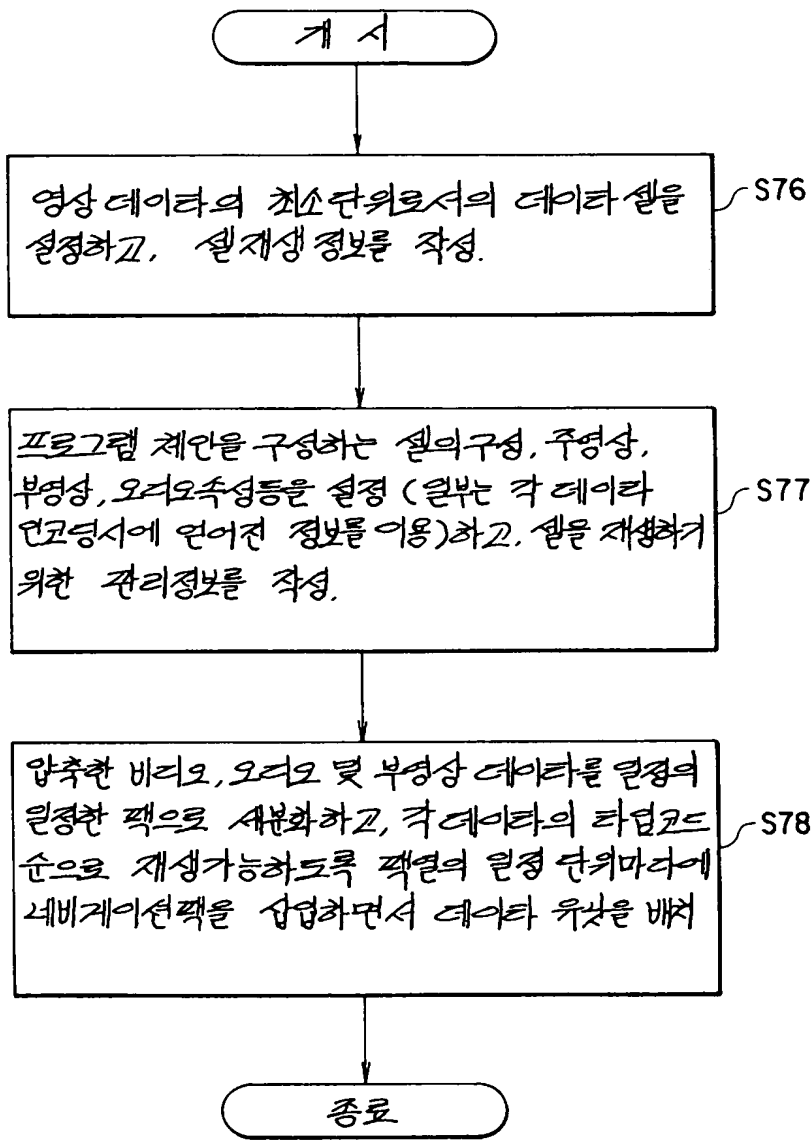 개 시
영상 데이타의 최소단위로서의 데이타 셀을
설정하고, 셀 재생 정보를 작성.
S76
프로그램 체인을 구성하는 셀의구성, 주영상,
부영상, 오디오속성등을 설정 (일부는 각 데이타
인코딩시에 얻어진 정보를 이용)하고, 셀을 재생하기
위한 관리정보를 작성.
S77
압축한 비디오, 오디오 및 부영상 데이타를 일정의
일정한 팩으로 세분화하고, 각 데이타의 타임코드
순으로 재생가능하도록 팩열의 일정 단위마다에
네비게이션팩을 삽입하면서 데이타 유닛을 배치
S78
종료